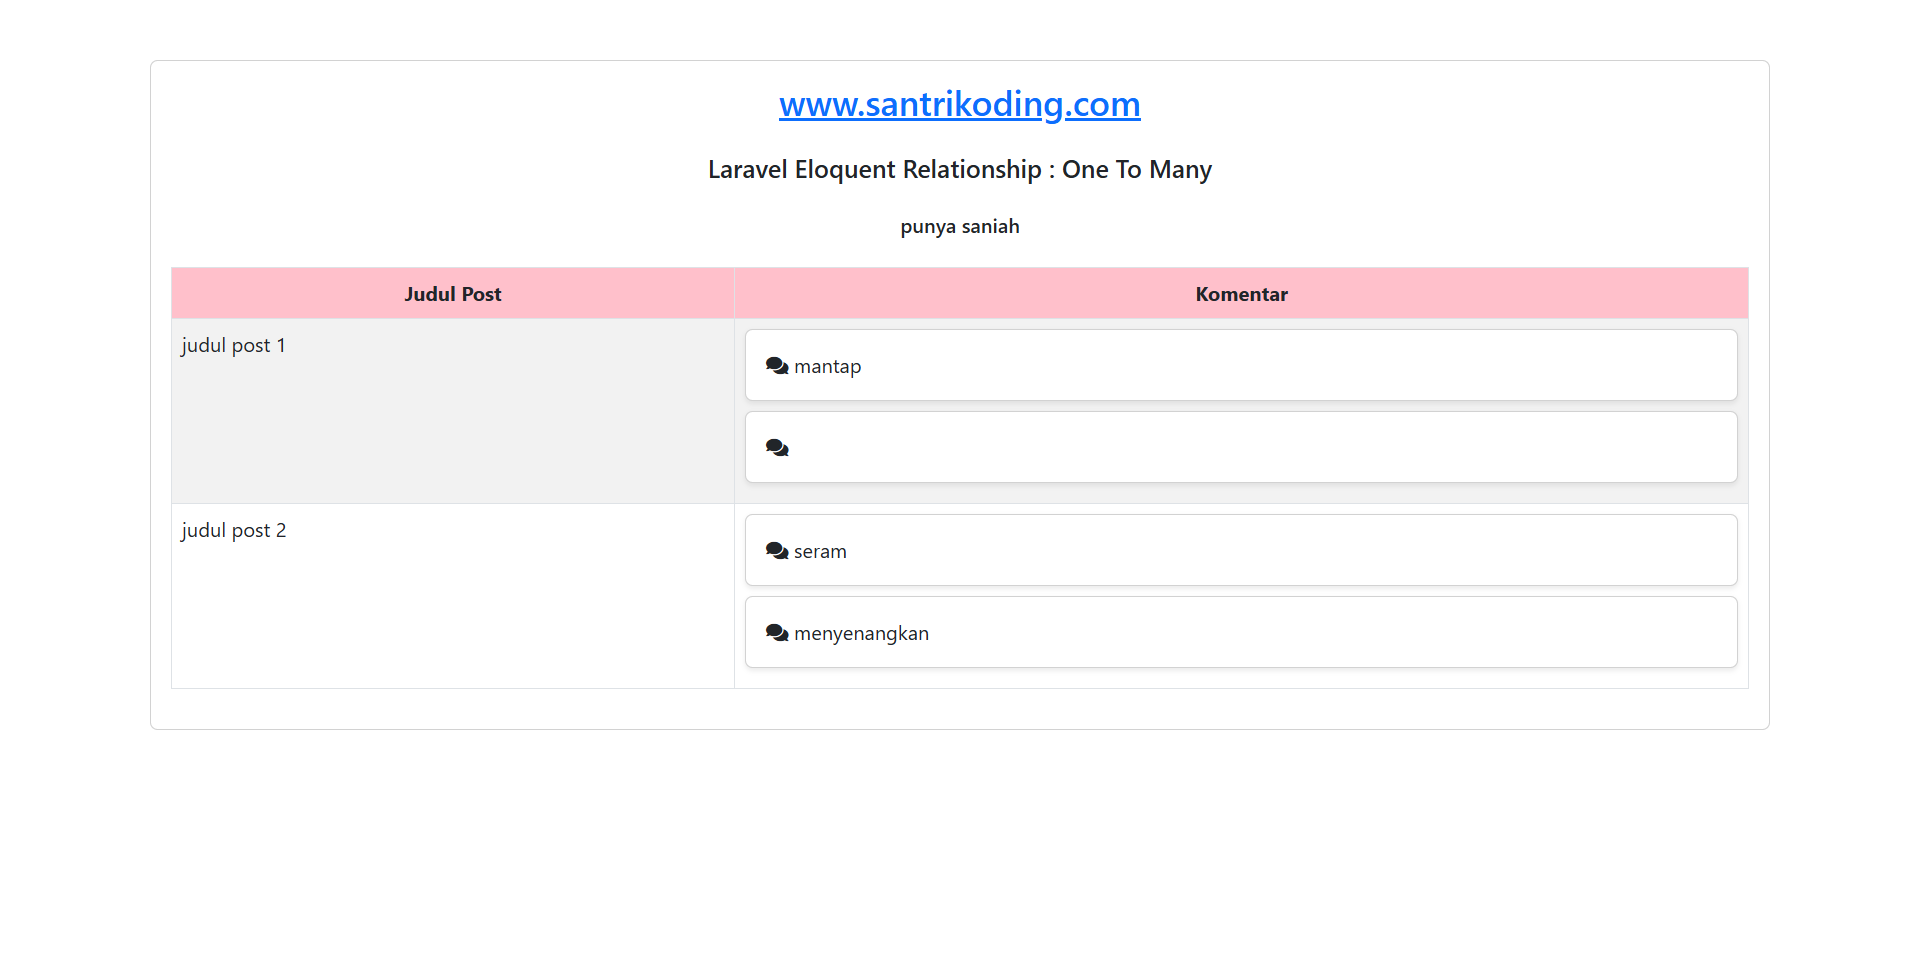 www.santrikoding.com
Laravel Eloquent Relationship : One To Many
punya saniah
Judul Post
Komentar
judul post 1
mantap
judul post 2
seram
menyenangkan